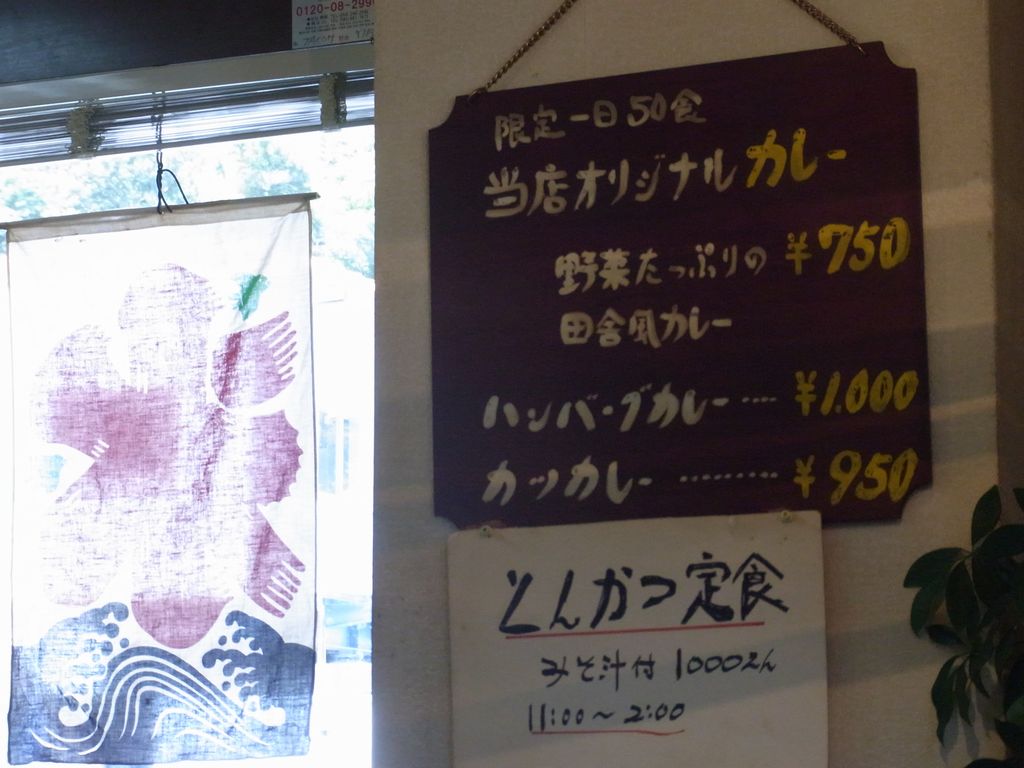 0120-08-299
限定一日50食
当店オリジナルカレー
野菜たっぷりの ¥750
田舎風カレー
ハンバーグカレー ···· ¥1.000
カツカレー ········· ¥950
とんかつ定食
みそ汁付 1000えん
11:00〜2:00